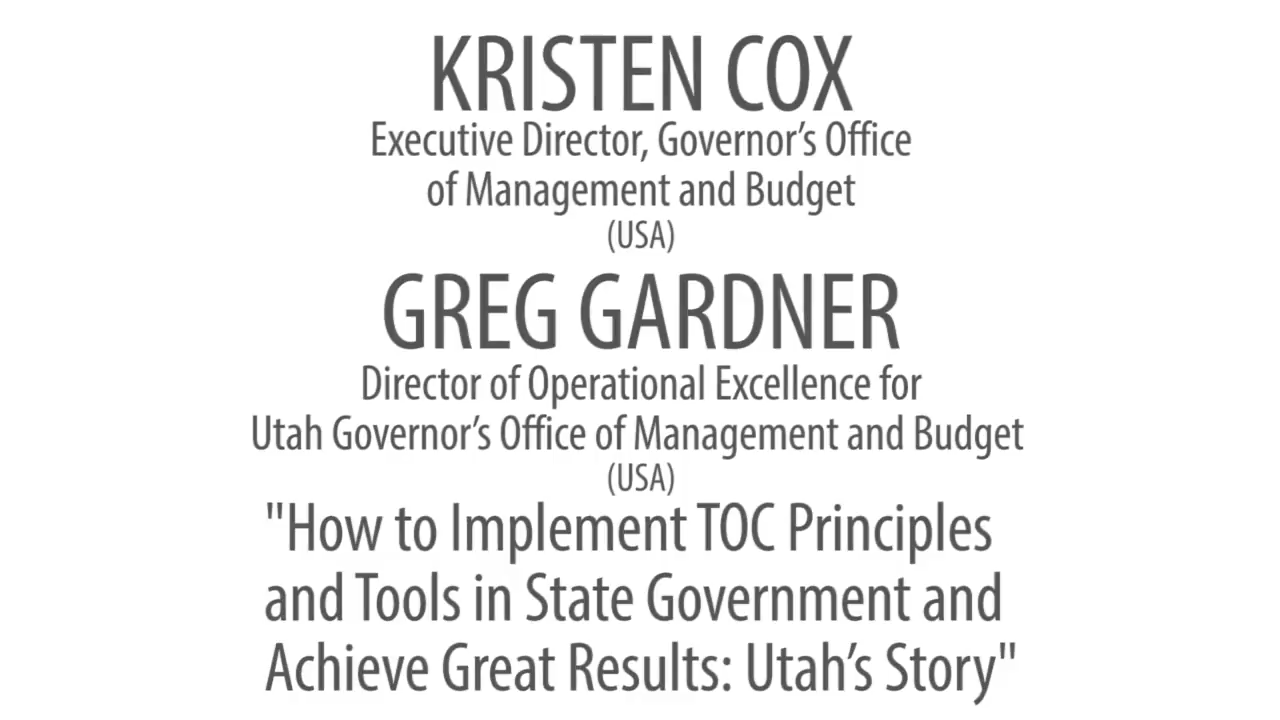 KRISTEN COX
Executive Director, Governor’s Office
of Management and Budget
(USA)
GREG GARDNER
Director of Operational Excellence for
Utah Governor’s Office of Management and Budget
(USA)
"How to Implement TOC Principles
and Tools in State Government and
Achieve Great Results: Utah’s Story"